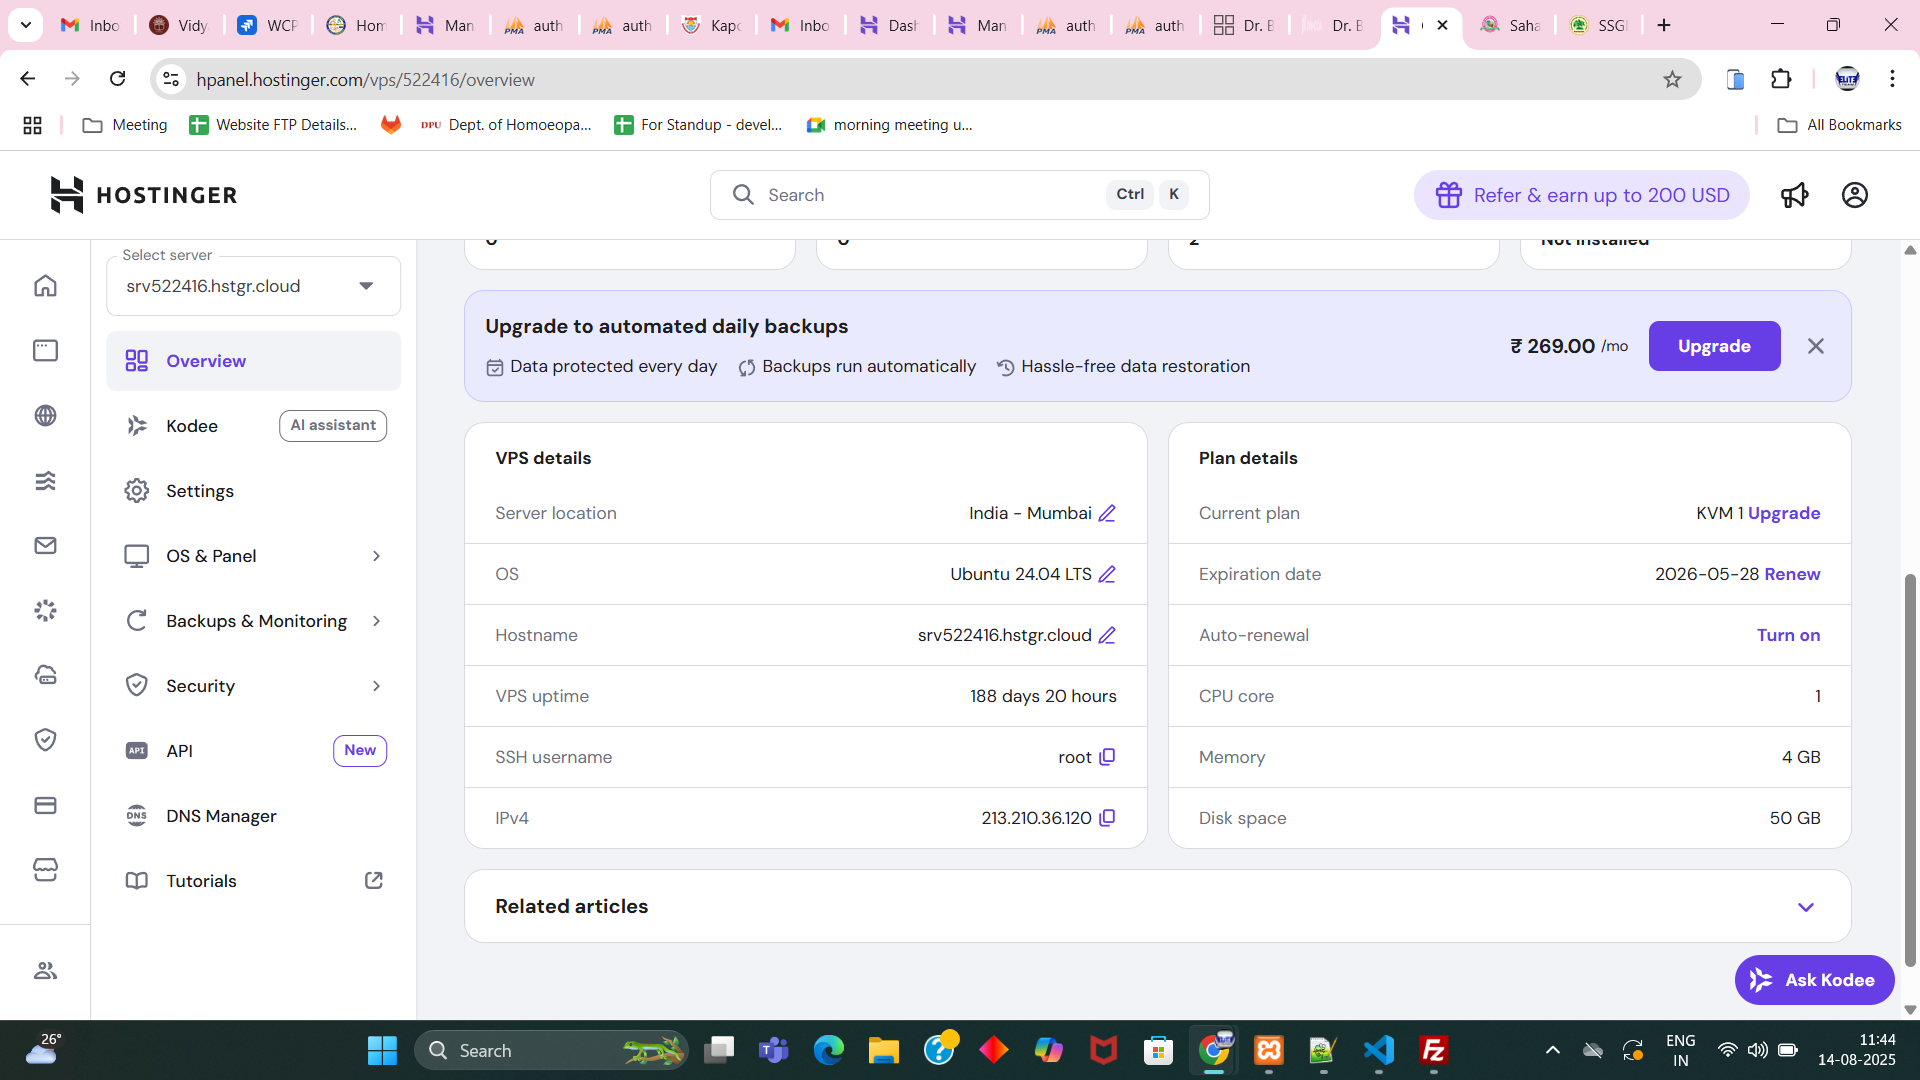 Inbo
Vidy
WCP
Hom
Man
auth
auth
Kapo
Inbo
Dash
Man
auth
auth
Dr. B
Dr. B
Saha
SSGI
hpanel.hostinger.com/vps/522416/overview
Meeting
Website FTP Details...
DPU Dept. of Homoeopa...
For Standup - devel...
morning meeting u...
All Bookmarks
HOSTINGER
Search
Ctrl K
Refer & earn up to 200 USD
Select server
srv522416.hstgr.cloud
Overview
Kodee AI assistant
Settings
OS & Panel
Backups & Monitoring
Security
API New
DNS Manager
Tutorials
Not installed
Upgrade to automated daily backups
Data protected every day Backups run automatically Hassle-free data restoration
₹ 269.00 /mo
Upgrade
VPS details
Server location India - Mumbai
OS Ubuntu 24.04 LTS
Hostname srv522416.hstgr.cloud
VPS uptime 188 days 20 hours
SSH username root
IPv4 213.210.36.120
Plan details
Current plan KVM 1 Upgrade
Expiration date 2026-05-28 Renew
Auto-renewal Turn on
CPU core 1
Memory 4 GB
Disk space 50 GB
Related articles
Ask Kodee
26°
Search
ENG
IN
11:44
14-08-2025